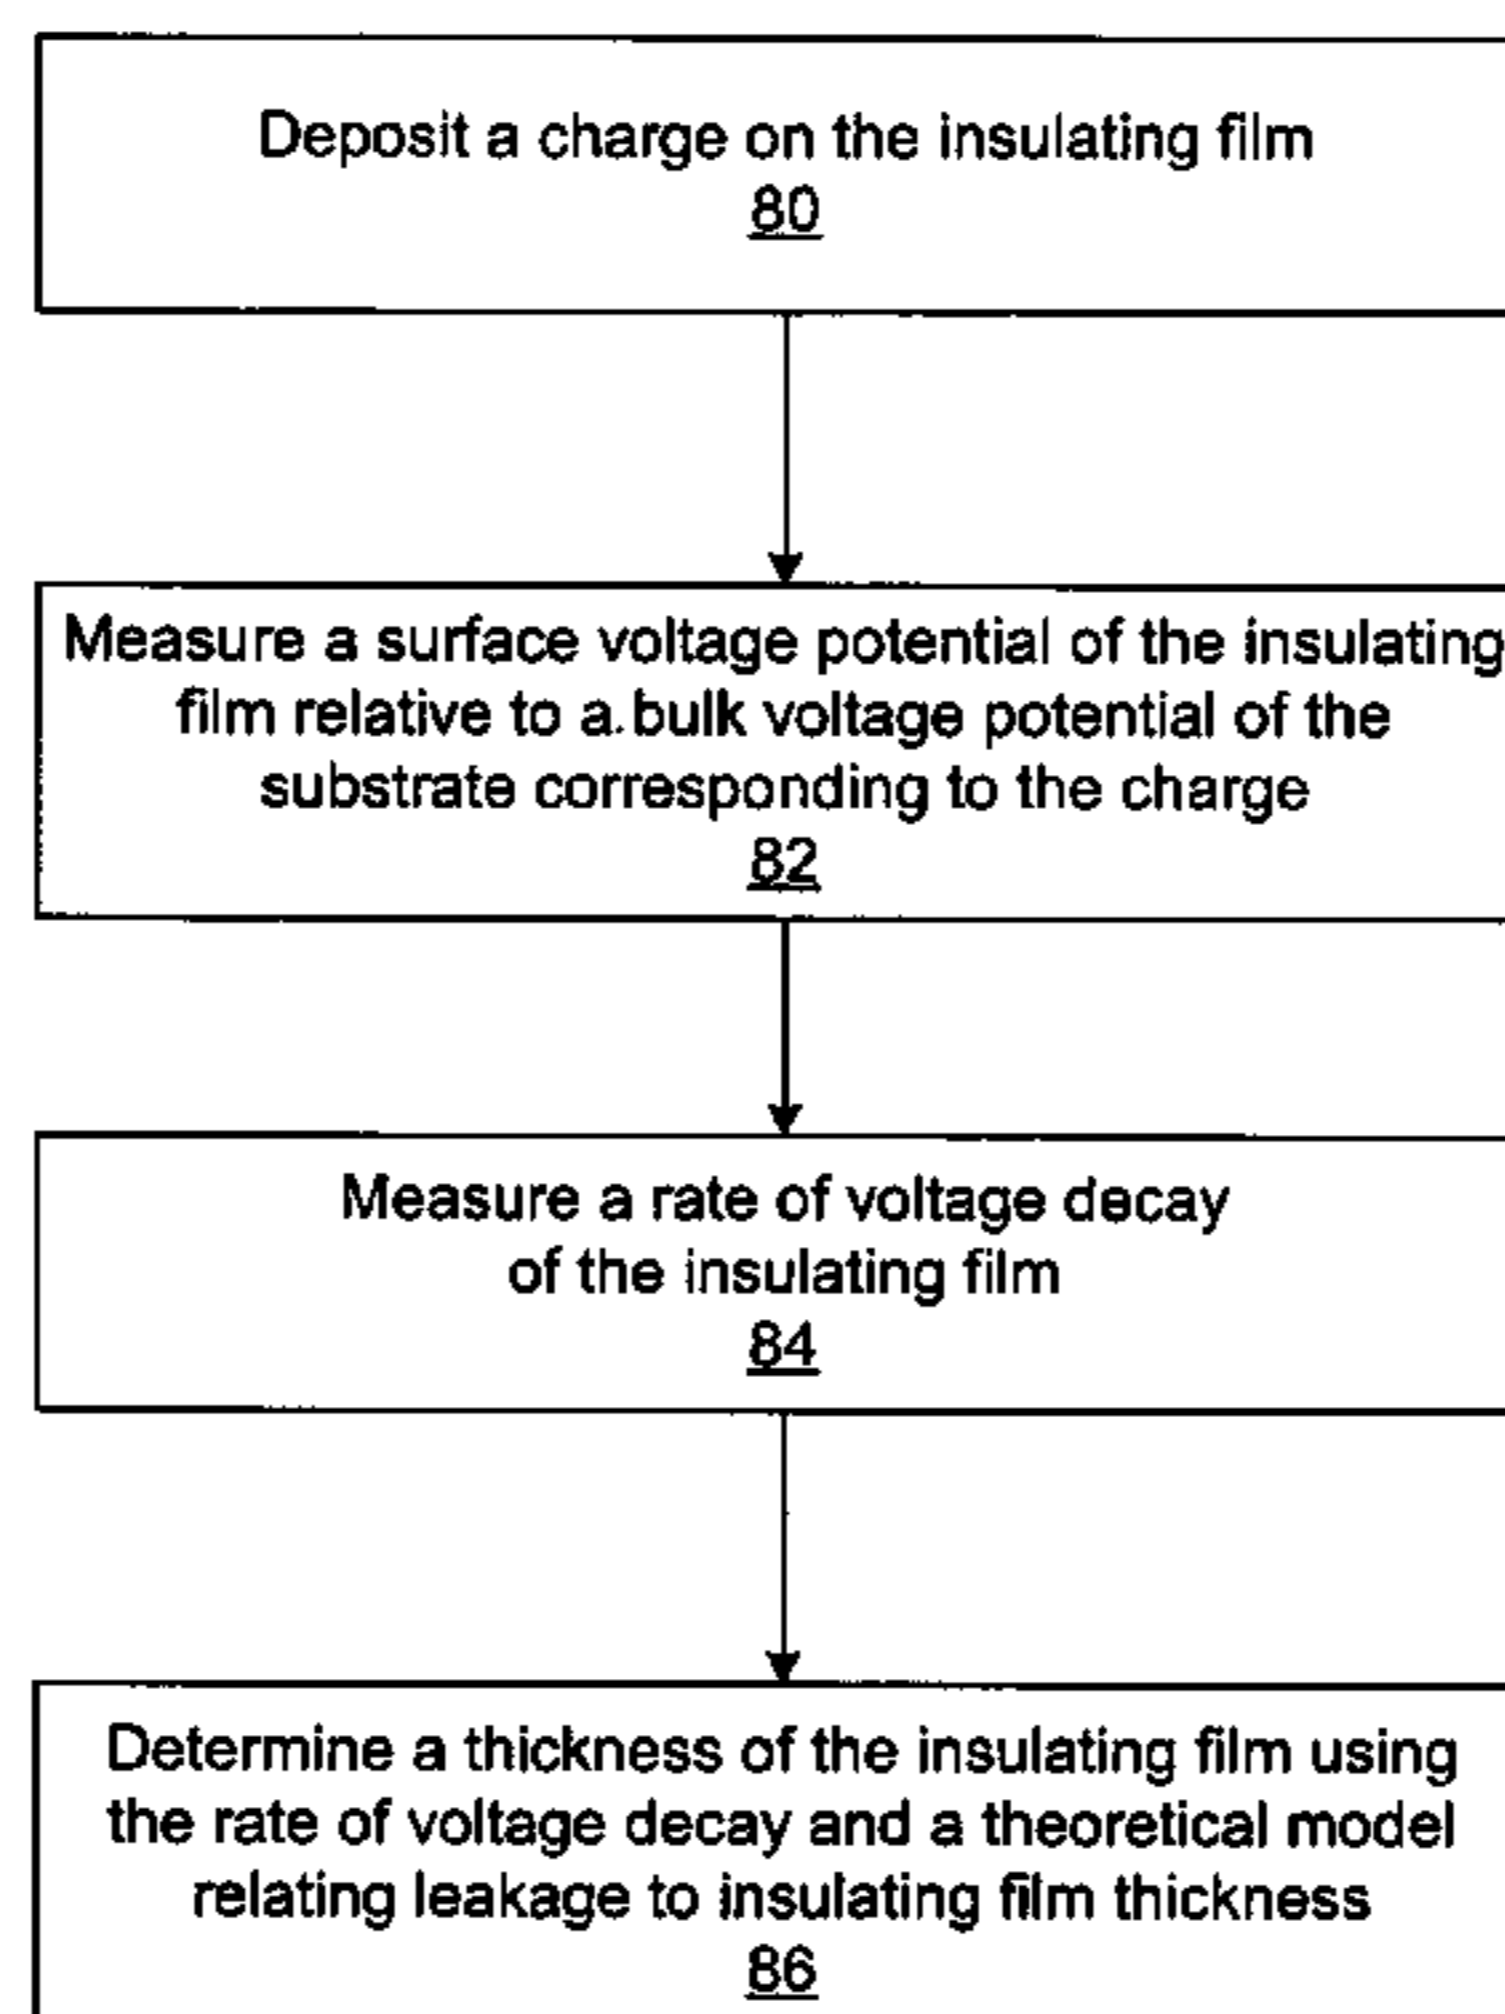 Deposit a charge on the insulating film
80
Measure a surface voltage potential of the insulating
film relative to a bulk voltage potential of the
substrate corresponding to the charge
82
Measure a rate of voltage decay
of the insulating film
84
Determine a thickness of the insulating film using
the rate of voltage decay and a theoretical model
relating leakage to insulating film thickness
86